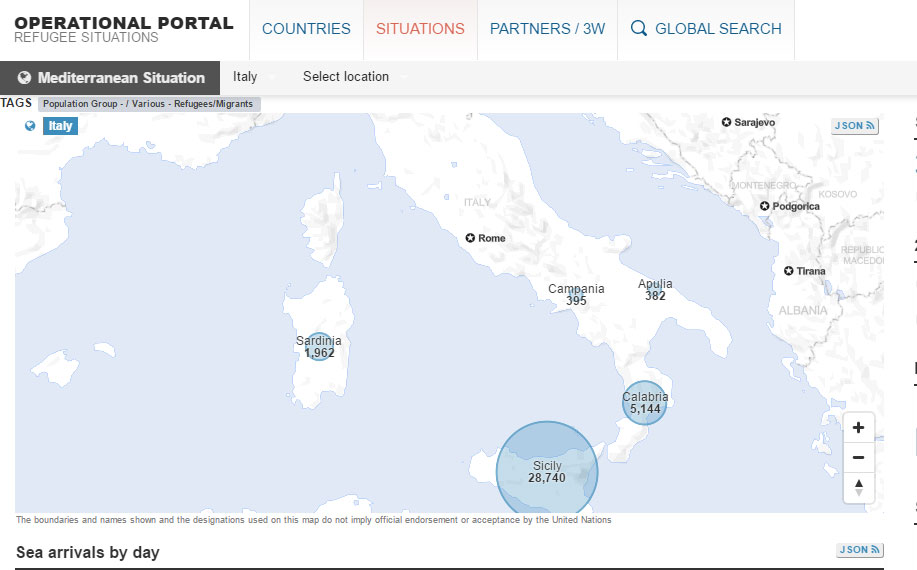 OPERATIONAL PORTAL
REFUGEE SITUATIONS
COUNTRIES
SITUATIONS
PARTNERS / 3W
GLOBAL SEARCH
Mediterranean Situation
Italy
Select location
TAGS
Population Group - / Various - Refugees/Migrants
Italy
JSON
Sarajevo
MONTENEGRO
KOSOVO
Podgorica
ITALY
Rome
REPUBLIC
MACEDO
Tirana
Campania
395
Apulia
382
ALBANIA
Sardinia
1,962
Calabria
5,144
Sicily
28,740
The boundaries and names shown and the designations used on this map do not imply official endorsement or acceptance by the United Nations
Sea arrivals by day
JSON